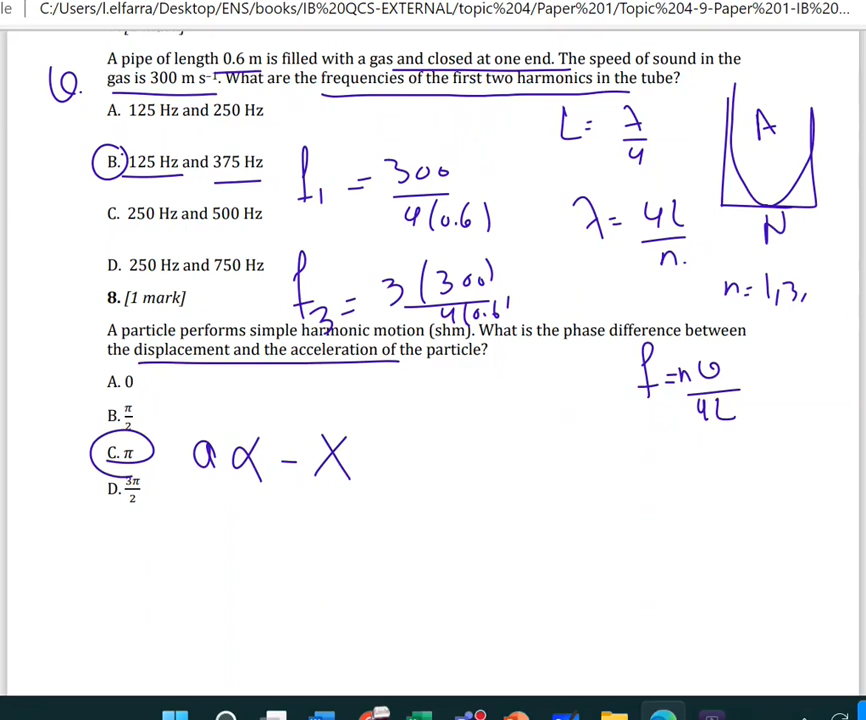 le | C:/Users/l.elfarra/Desktop/ENS/books/IB%20QCS-EXTERNAL/topic%204/Paper%201/Topic%204-9-Paper%201-IB%20...
A pipe of length 0.6 m is filled with a gas and closed at one end. The speed of sound in the
gas is 300 m s⁻¹. What are the frequencies of the first two harmonics in the tube?
A. 125 Hz and 250 Hz
L = λ/4
A
B. 125 Hz and 375 Hz
f₁ = 300/4(0.6)
C. 250 Hz and 500 Hz
λ = 4L/n.
N
D. 250 Hz and 750 Hz
f₃ = 3(300)/4(0.6)
n = 1, 3,
8. [1 mark]
A particle performs simple harmonic motion (shm). What is the phase difference between
the displacement and the acceleration of the particle?
f = nυ/4L
A. 0
B. π/2
C. π
a α - X
D. 3π/2